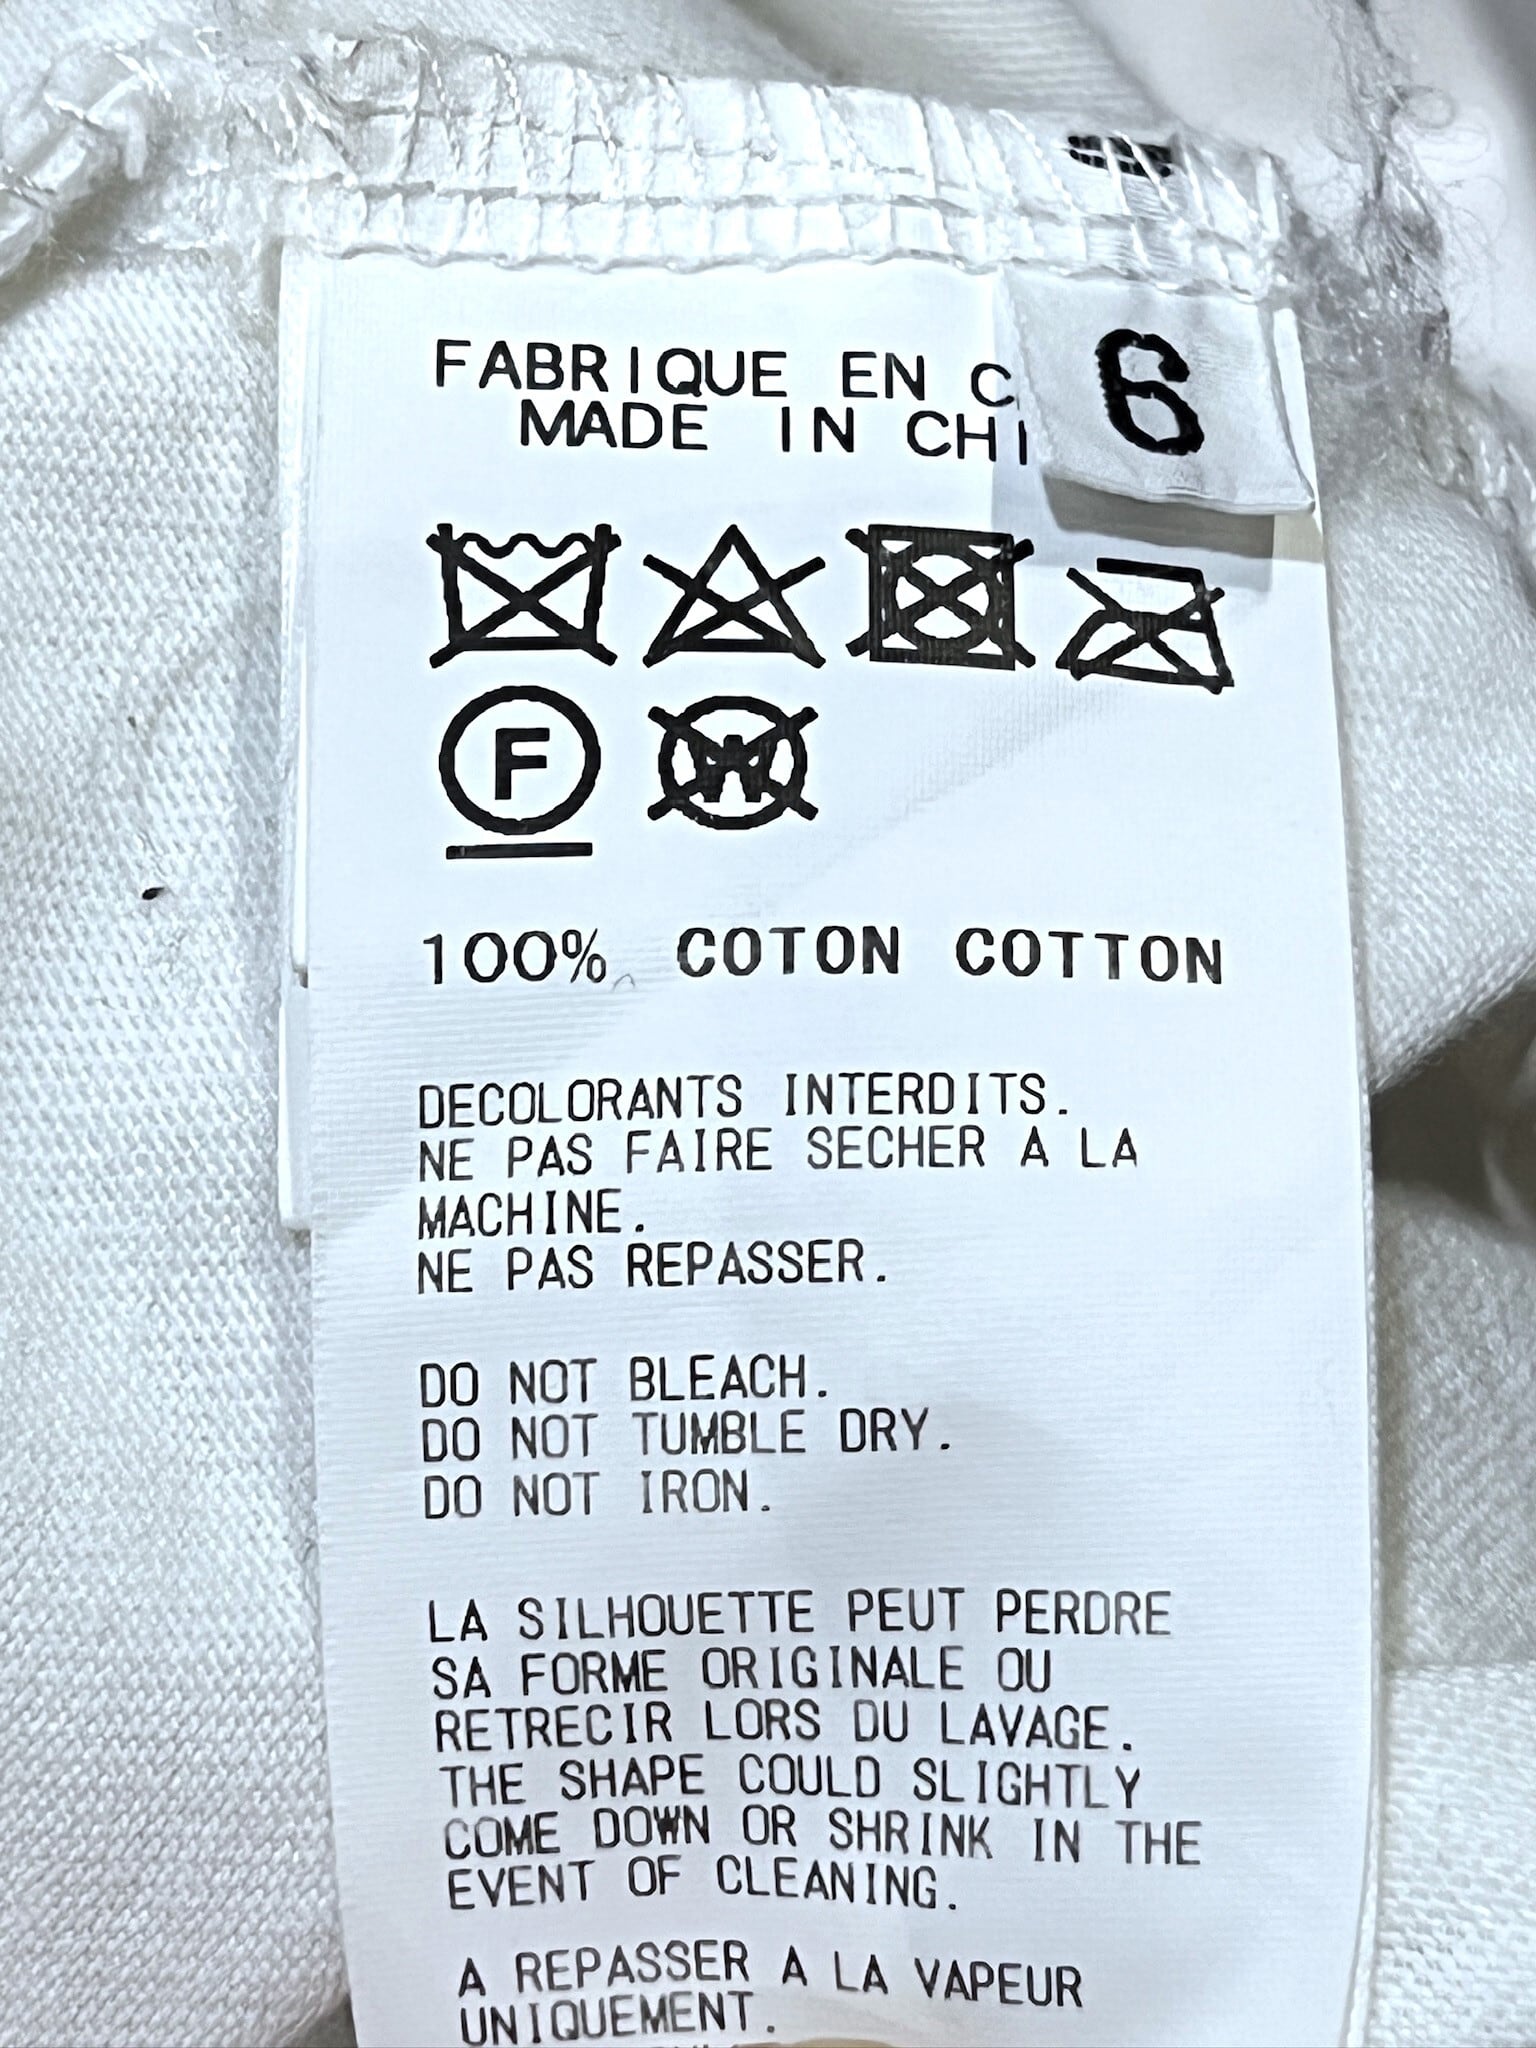 FABRIQUE EN C
MADE IN CHI
6
F
W
100% COTON COTTON
DECOLORANTS INTERDITS.
NE PAS FAIRE SECHER A LA
MACHINE.
NE PAS REPASSER.
DO NOT BLEACH.
DO NOT TUMBLE DRY.
DO NOT IRON.
LA SILHOUETTE PEUT PERDRE
SA FORME ORIGINALE OU
RETRECIR LORS DU LAVAGE.
THE SHAPE COULD SLIGHTLY
COME DOWN OR SHRINK IN THE
EVENT OF CLEANING.
A REPASSER A LA VAPEUR
UNIQUEMENT.